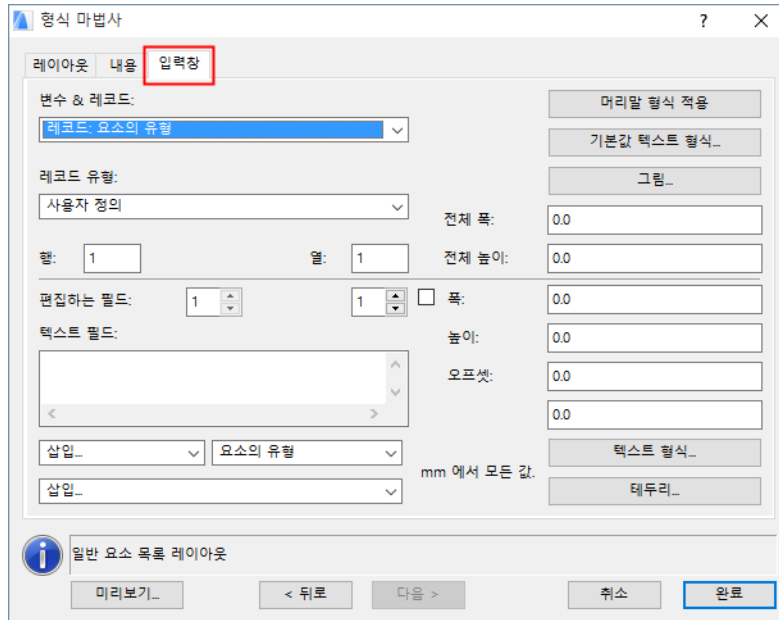 형식 마법사
레이아웃 내용 입력창
변수 & 레코드:
머리말 형식 적용
레코드: 요소의 유형
기본값 텍스트 형식...
레코드 유형:
그림...
사용자 정의
전체 폭: 0.0
행: 1 열: 1 전체 높이: 0.0
편집하는 필드: 1 1 폭: 0.0
텍스트 필드:
높이: 0.0
오프셋: 0.0
0.0
삽입... 요소의 유형
텍스트 형식...
mm 에서 모든 값.
삽입...
테두리...
일반 요소 목록 레이아웃
미리보기... < 뒤로 다음 > 취소 완료